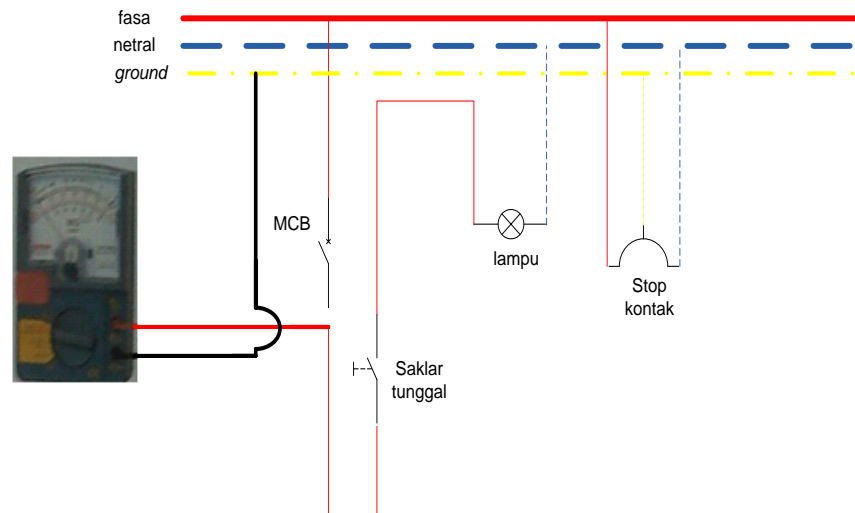 fasa
netral
ground
MCB
lampu
Stop
kontak
Saklar
tunggal